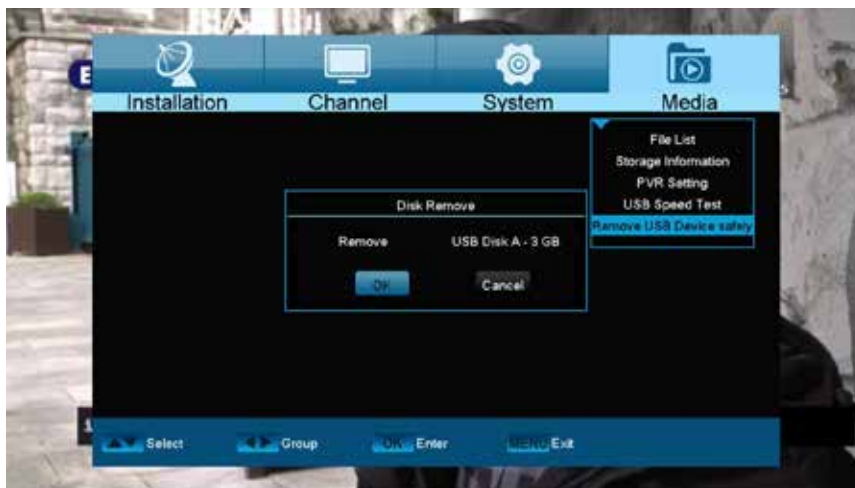 E
Installation
Channel
System
Media
File List
Storage Information
PVR Setting
USB Speed Test
Remove USB Device safely
Disk Remove
Remove USB Disk A - 3 GB
OK Cancel
Select Group OK Enter MENU Exit